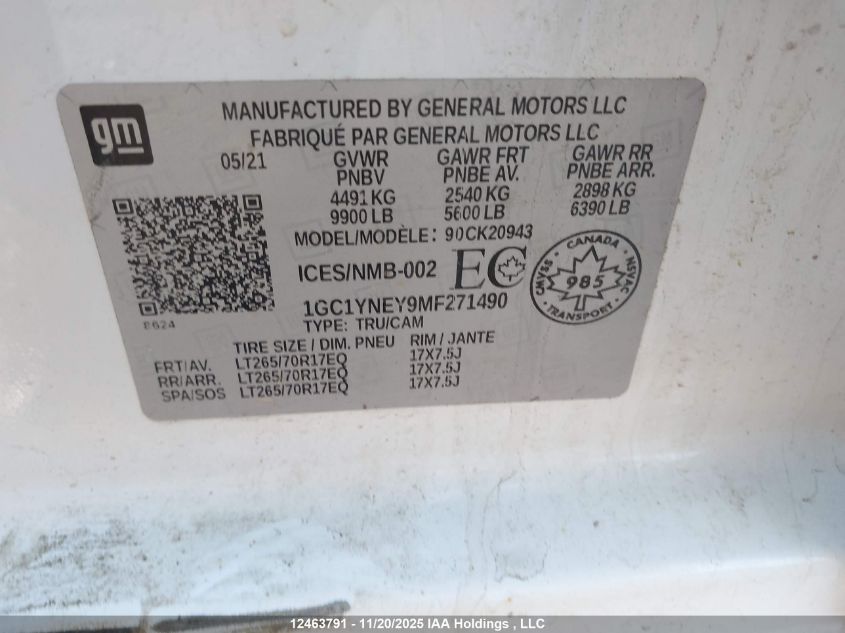 gm
MANUFACTURED BY GENERAL MOTORS LLC
FABRIQUÉ PAR GENERAL MOTORS LLC
05/21 GVWR GAWR FRT GAWR RR
PNBV PNBE AV. PNBE ARR.
4491 KG 2540 KG 2898 KG
9900 LB 5600 LB 6390 LB
MODEL/MODÈLE: 90CK20943
ICES/NMB-002 EC
CANADA
CMVSS 985 NSVAC
TRANSPORT
1GC1YNEY9MF271490
8624 TYPE: TRU/CAM
TIRE SIZE / DIM. PNEU RIM / JANTE
FRT/AV. LT265/70R17EQ 17X7.5J
RR/ARR. LT265/70R17EQ 17X7.5J
SPA/SOS LT265/70R17EQ 17X7.5J
12463791 - 11/20/2025 IAA Holdings , LLC